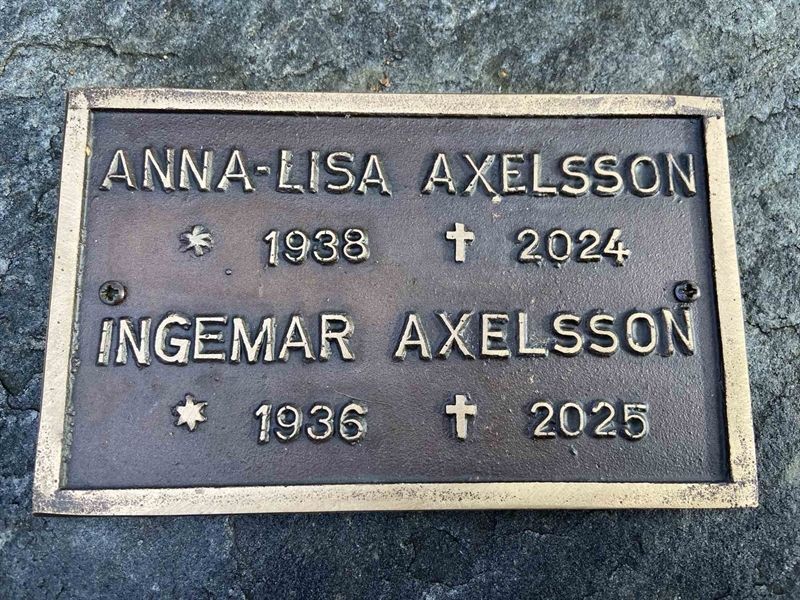 ANNA-LISA AXELSSON
* 1938 † 2024
INGEMAR AXELSSON
* 1936 † 2025